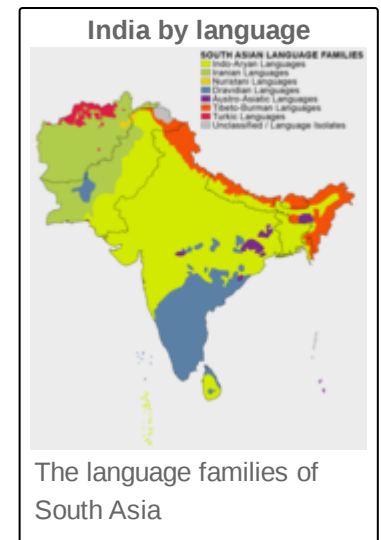 India by language
SOUTH ASIAN LANGUAGE FAMILIES
Indo-Aryan Languages
Iranian Languages
Nuristani Languages
Dravidian Languages
Austro-Asiatic Languages
Tibeto-Burman Languages
Turkic Languages
Unclassified / Language Isolates
The language families of
South Asia